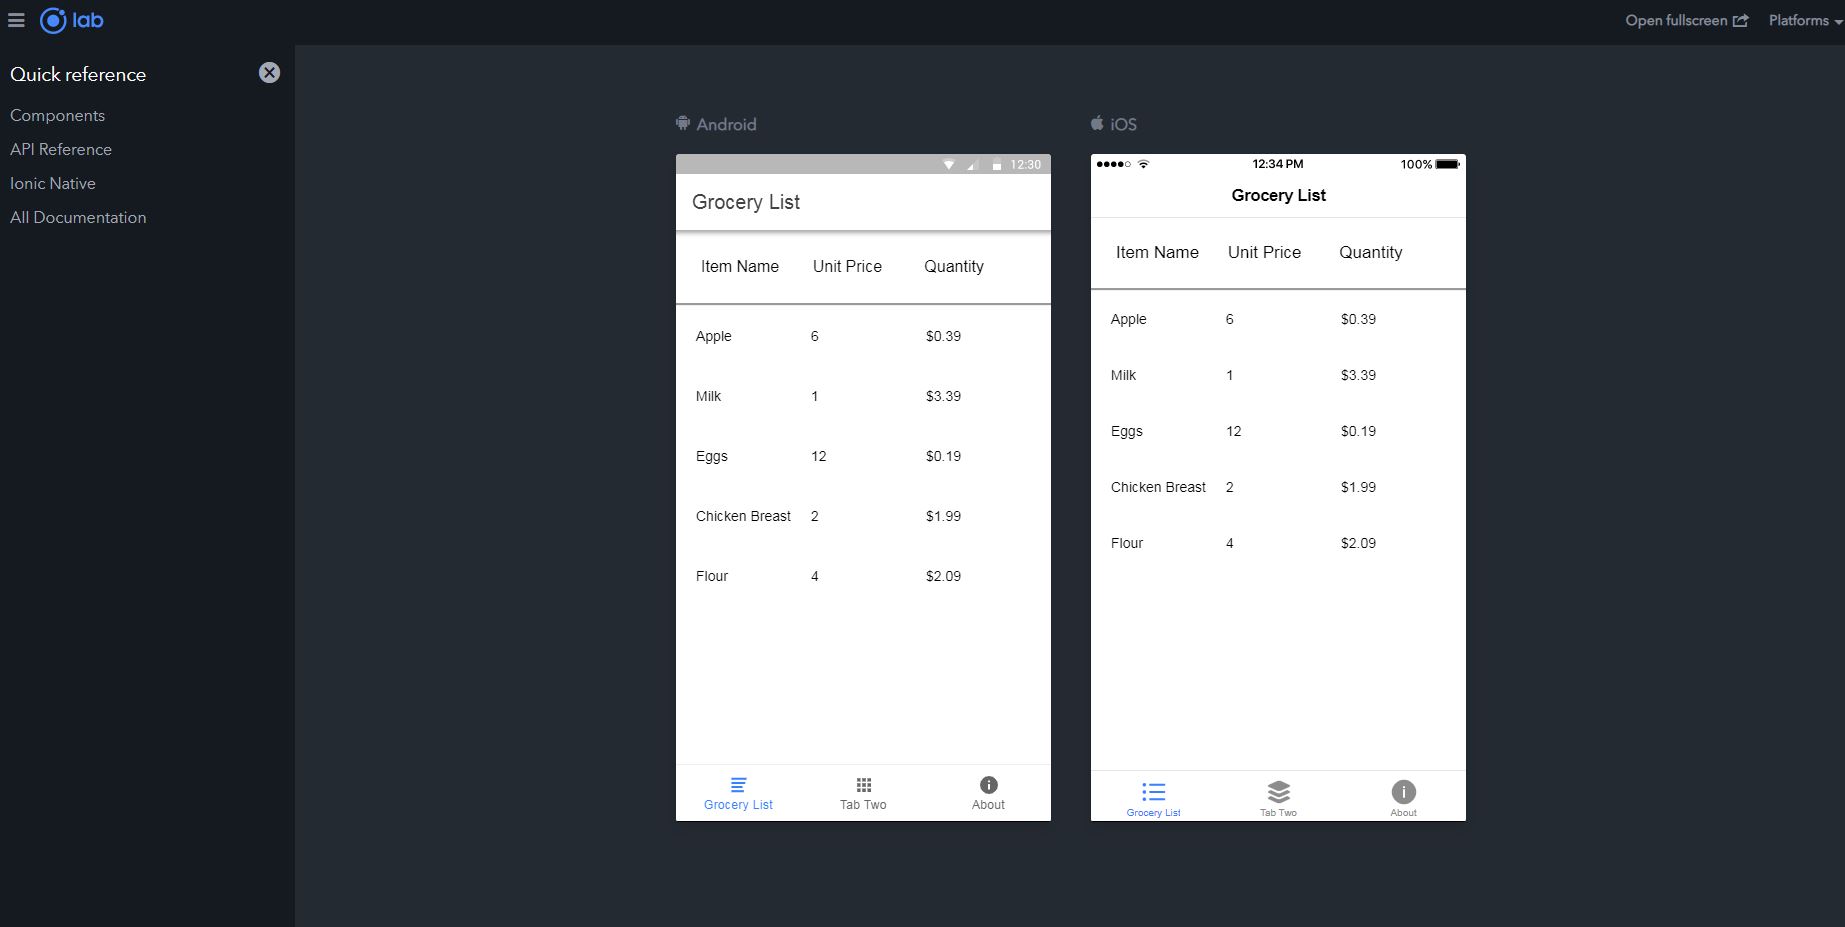 lab
Open fullscreen
Platforms
Quick reference
Components
API Reference
Ionic Native
All Documentation
Android
12:30
Grocery List
Item Name Unit Price Quantity
Apple 6 $0.39
Milk 1 $3.39
Eggs 12 $0.19
Chicken Breast 2 $1.99
Flour 4 $2.09
Grocery List Tab Two About
iOS
12:34 PM 100%
Grocery List
Item Name Unit Price Quantity
Apple 6 $0.39
Milk 1 $3.39
Eggs 12 $0.19
Chicken Breast 2 $1.99
Flour 4 $2.09
Grocery List Tab Two About